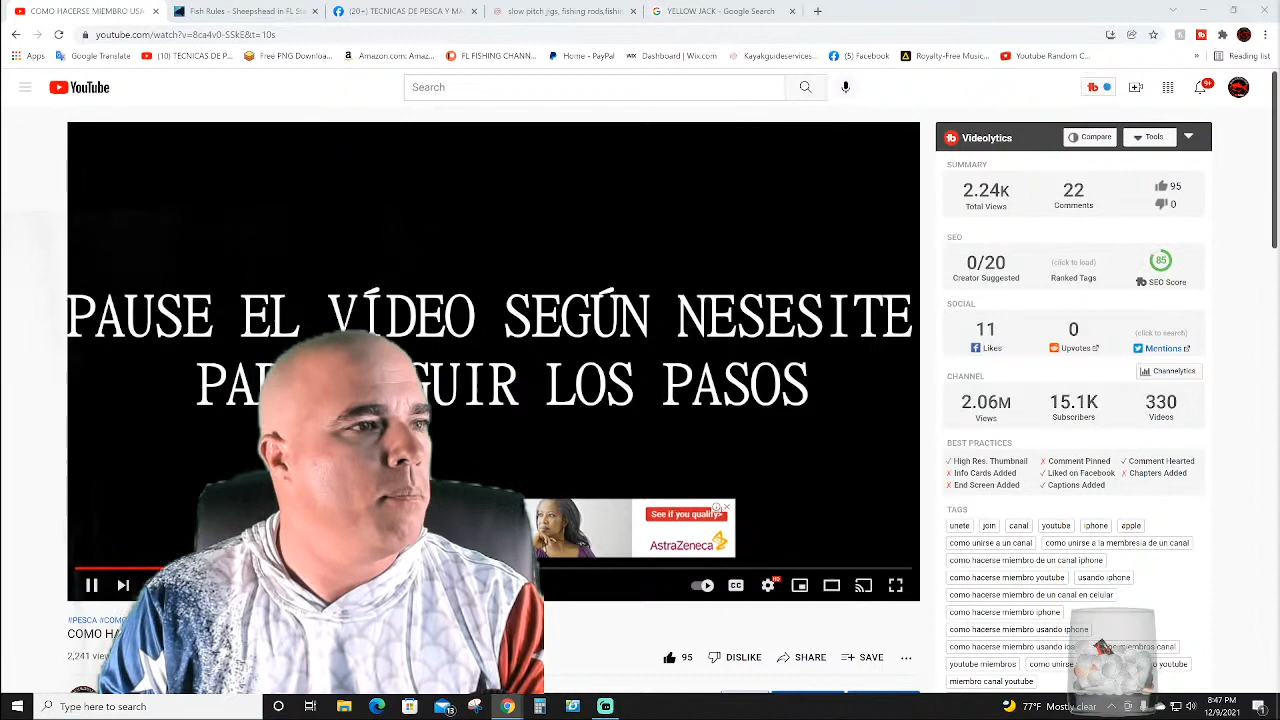 COMO HACERSE MIEMBRO USA
Fish Rules - Sheepshead in FL St
(20+) TECNICAS DE PESCA Y M
slow pitch jigs, fishing rods,fishin
YELLOW JACK - Google Search
youtube.com/watch?v=8ca4v0-SSkE&t=10s
Apps
Google Translate
(10) TECNICAS DE P...
Free PNG Downloa...
Amazon.com: Amaz...
FL FISHING CHANN...
Home - PayPal
Dashboard | Wix.com
Kayakguideservices...
(5) Facebook
Royalty-Free Music...
Youtube Random C...
Reading list
YouTube
Search
9+
PAUSE EL VÍDEO SEGÚN NESESITE
PA GUIR LOS PASOS
See if you qualify>
AstraZeneca
CC
HD
#PESCA #COMO
COMO HA
2,241 views
95
DISLIKE
SHARE
SAVE
tb Videolytics
Compare
Tools
SUMMARY
2.24K
Total Views
22
Comments
95
0
SEO
0/20
Creator Suggested
(click to load)
Ranked Tags
85
SEO Score
SOCIAL
11
Likes
0
Upvotes
(click to search)
Mentions
CHANNEL
Channelytics
2.06M
Views
15.1K
Subscribers
330
Videos
BEST PRACTICES
✓ High Res. Thumbnail ✗ Comment Pinned ✓ Comment Hearted
✗ Info Cards Added ✓ Liked on Facebook ✗ Chapters Added
✗ End Screen Added ✓ Captions Added
TAGS
unete join canal youtube iphone apple
como unirse a un canal como unirse a la membresia de un canal
como hacerse miembro de un canal iphone
como hacerse miembro youtube usando iphone
como hacerse miembro de un canal en celular
como hacerse miembro iphone
como hacerse miembro usando iphone
canal
youtube miembros como youtube
miembro canal youtube
Type here to search
13
77°F Mostly clear
8:47 PM
12/9/2021